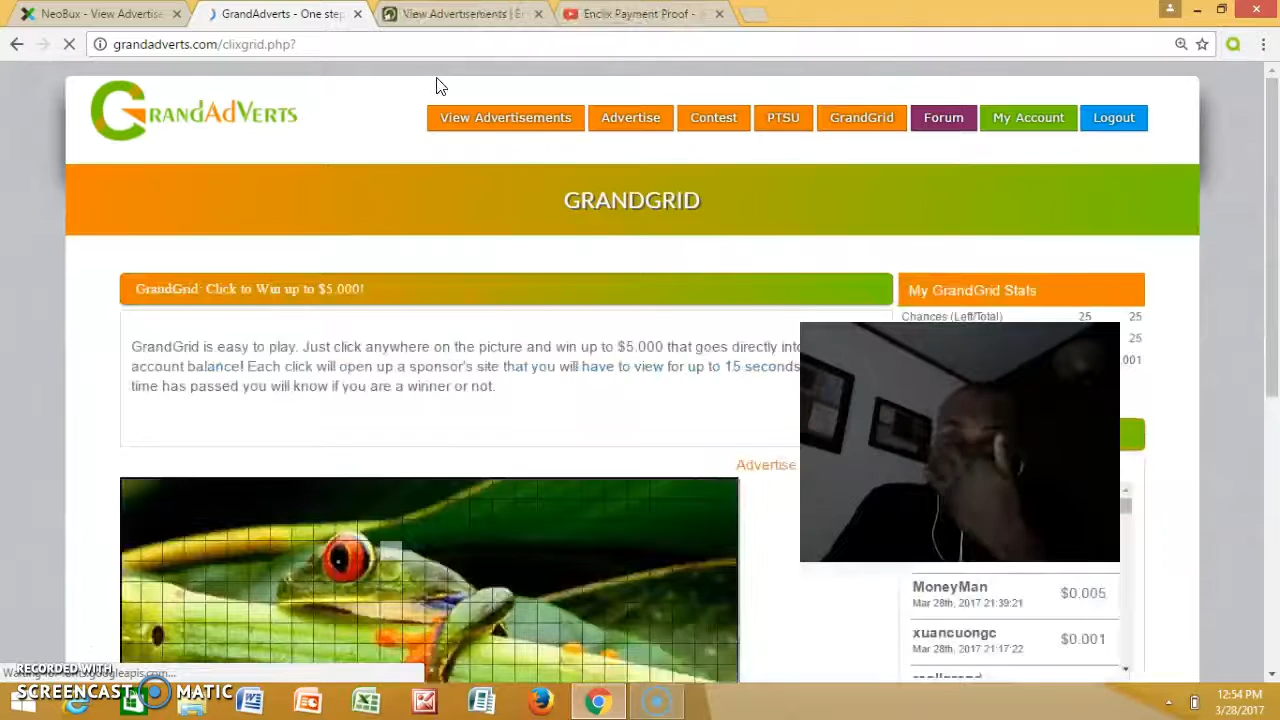 NeoBux - View Advertise
GrandAdverts - One step
View Advertisements | E
Encix Payment Proof -
grandadverts.com/clixgrid.php?
GRANDADVERTS
View Advertisements
Advertise
Contest
PTSU
GrandGrid
Forum
My Account
Logout
GRANDGRID
GrandGrid: Click to Win up to $5.000!
My GrandGrid Stats
Chances (Left/Total) 25 25
25
001
GrandGrid is easy to play. Just click anywhere on the picture and win up to $5.000 that goes directly into
account balance! Each click will open up a sponsor's site that you will have to view for up to 15 seconds
time has passed you will know if you are a winner or not.
Advertise
MoneyMan
$0.005
Mar 28th, 2017 21:39:21
xuancuongc
$0.001
Mar 28th, 2017 21:17:22
RECORDED WITH
SCREENCAST MATIC
12:54 PM
3/28/2017